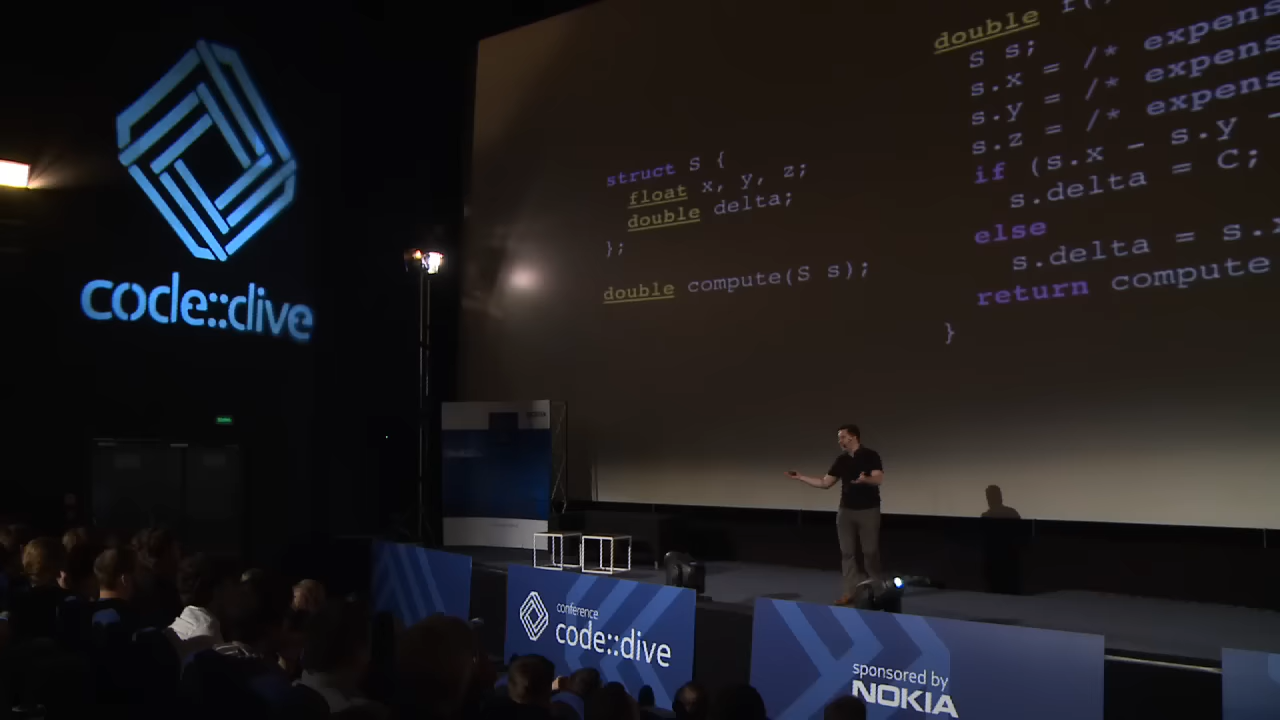 code::dive
struct S {
float x, y, z;
double delta;
};
double compute(S s);
double f()
S s;
s.x = /* expens
s.y = /* expens
s.z = /* expens
if (s.x - s.y -
s.delta = C;
else
s.delta = s.x
return compute
}
conference
code::dive
sponsored by
NOKIA